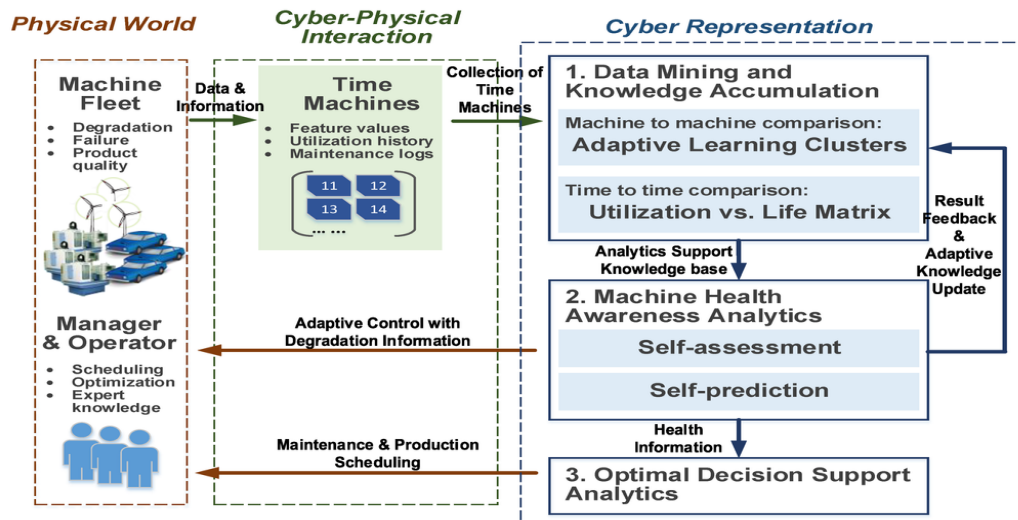 Physical World
Cyber-Physical
Interaction
Cyber Representation
Machine
Fleet
• Degradation
• Failure
• Product
quality
Manager
& Operator
• Scheduling
• Optimization
• Expert
knowledge
Data &
Information
Time
Machines
• Feature values
• Utilization history
• Maintenance logs
11 12
13 14
... ...
Collection of
Time
Machines
1. Data Mining and
Knowledge Accumulation
Machine to machine comparison:
Adaptive Learning Clusters
Time to time comparison:
Utilization vs. Life Matrix
Analytics Support
Knowledge base
2. Machine Health
Awareness Analytics
Self-assessment
Self-prediction
Result
Feedback
&
Adaptive
Knowledge
Update
Adaptive Control with
Degradation Information
Health
Information
Maintenance & Production
Scheduling
3. Optimal Decision Support
Analytics